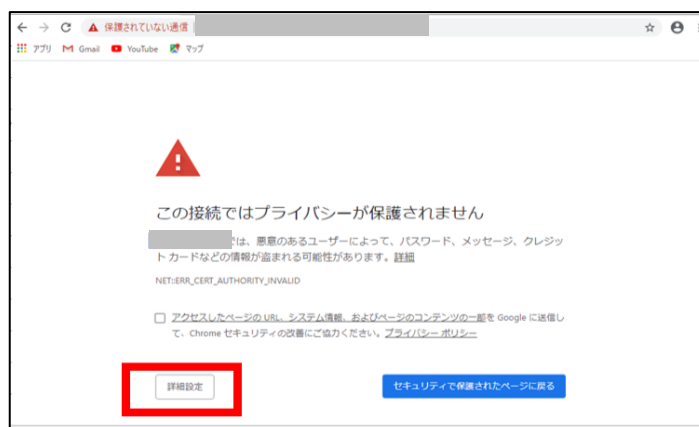 保護されていない通信
アプリ Gmail YouTube マップ
この接続ではプライバシーが保護されません
では、悪意のあるユーザーによって、パスワード、メッセージ、クレジッ
ト カードなどの情報が盗まれる可能性があります。詳細
NET::ERR_CERT_AUTHORITY_INVALID
アクセスしたページの URL、システム情報、およびページのコンテンツの一部を Google に送信し
て、Chrome セキュリティの改善にご協力ください。プライバシー ポリシー
詳細設定 セキュリティで保護されたページに戻る